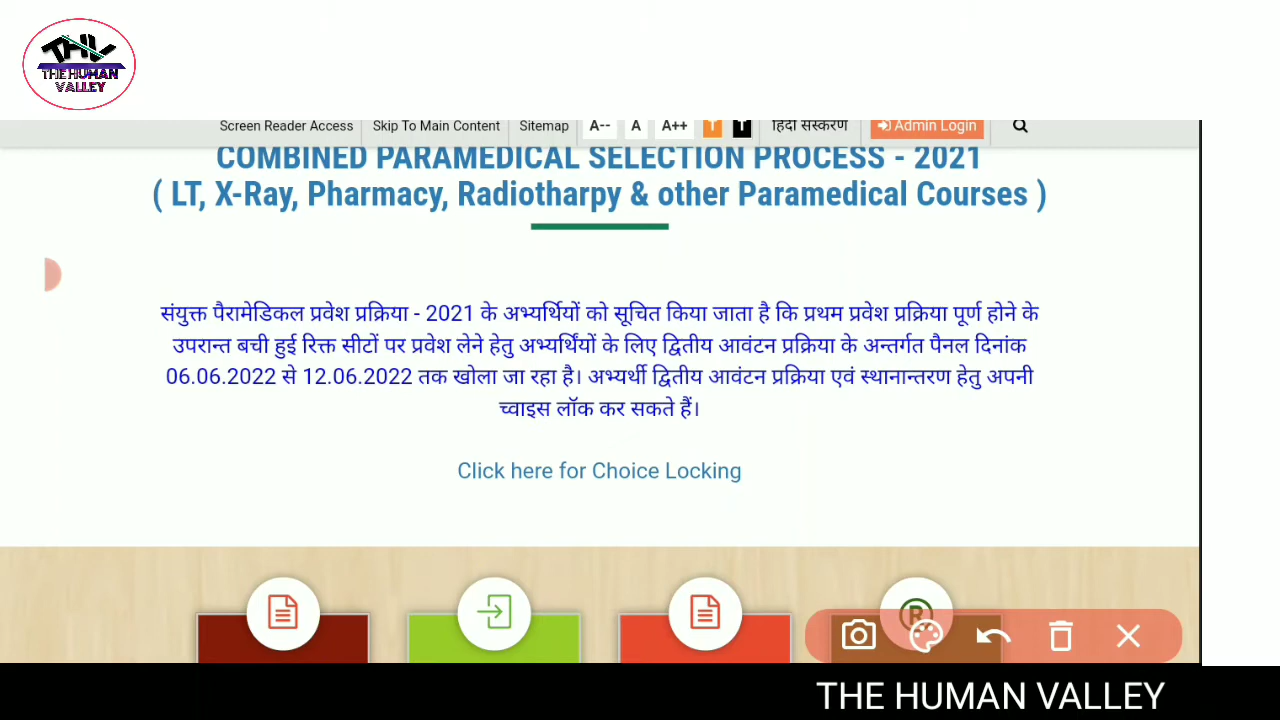 THV
THE HUMAN
VALLEY
Screen Reader Access Skip To Main Content Sitemap A-- A A++ T T हिंदी संस्करण Admin Login
COMBINED PARAMEDICAL SELECTION PROCESS - 2021
( LT, X-Ray, Pharmacy, Radiotharpy & other Paramedical Courses )
संयुक्त पैरामेडिकल प्रवेश प्रक्रिया - 2021 के अभ्यर्थियों को सूचित किया जाता है कि प्रथम प्रवेश प्रक्रिया पूर्ण होने के
उपरान्त बची हुई रिक्त सीटों पर प्रवेश लेने हेतु अभ्यर्थियों के लिए द्वितीय आवंटन प्रक्रिया के अन्तर्गत पैनल दिनांक
06.06.2022 से 12.06.2022 तक खोला जा रहा है। अभ्यर्थी द्वितीय आवंटन प्रक्रिया एवं स्थानान्तरण हेतु अपनी
च्वाइस लॉक कर सकते हैं।
Click here for Choice Locking
R
THE HUMAN VALLEY